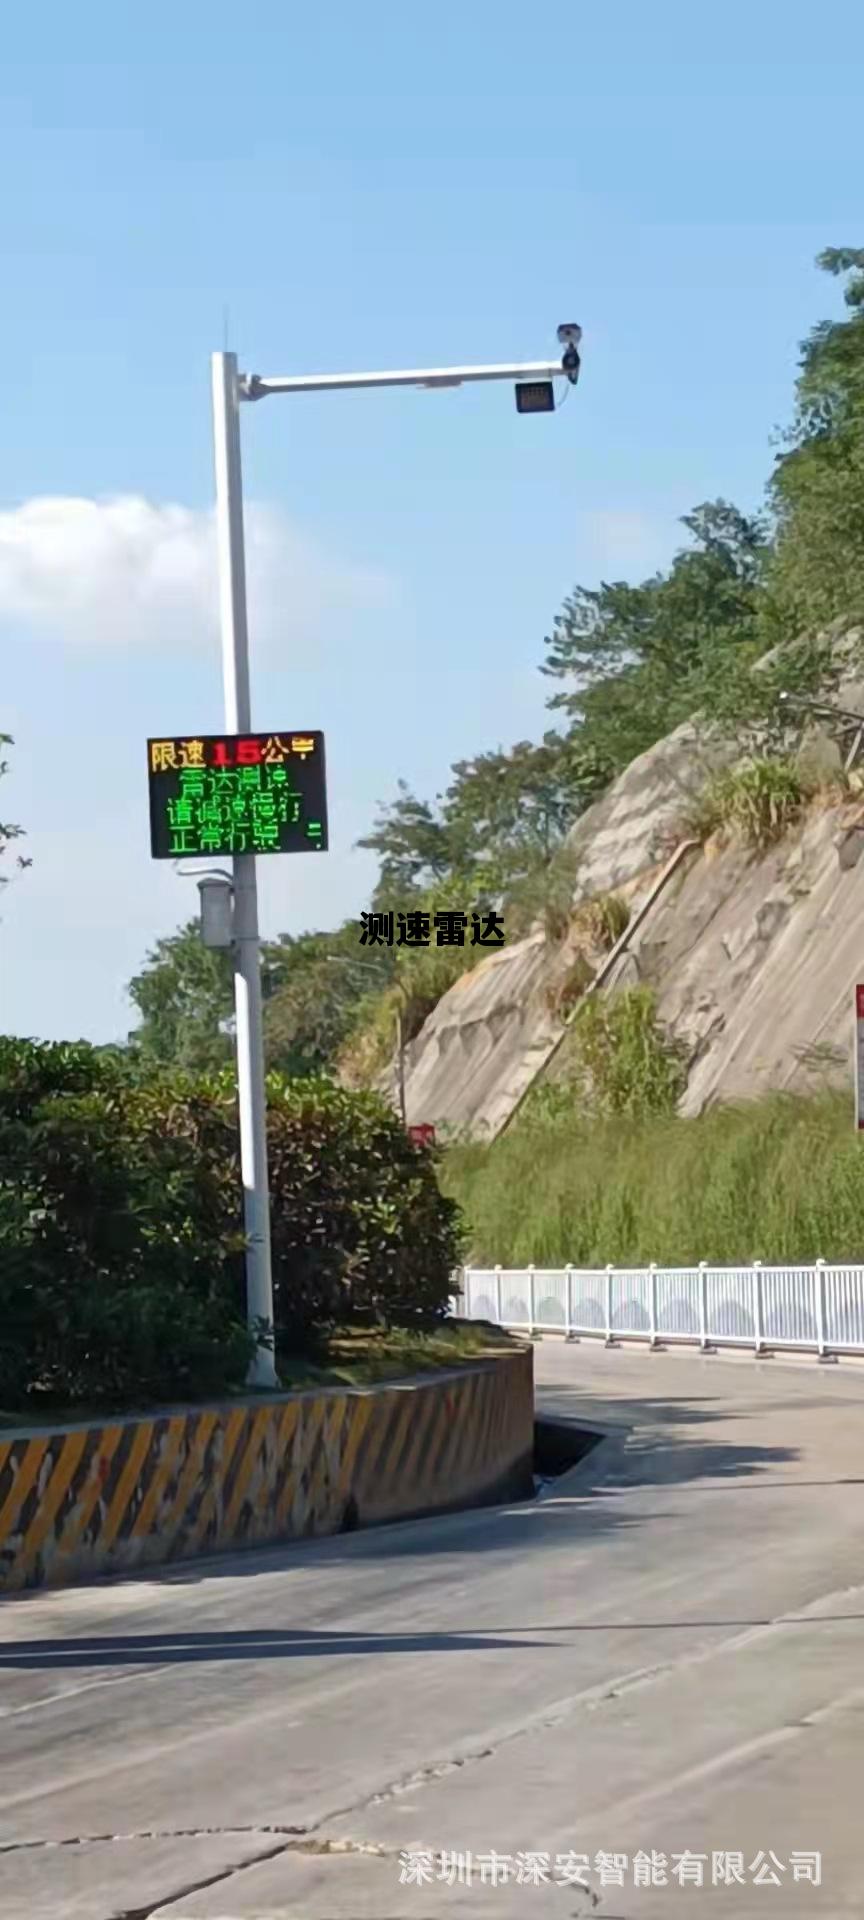 限速15公里
雷达测速
请减速慢行
正常行驶
测速雷达
深圳市深安智能有限公司